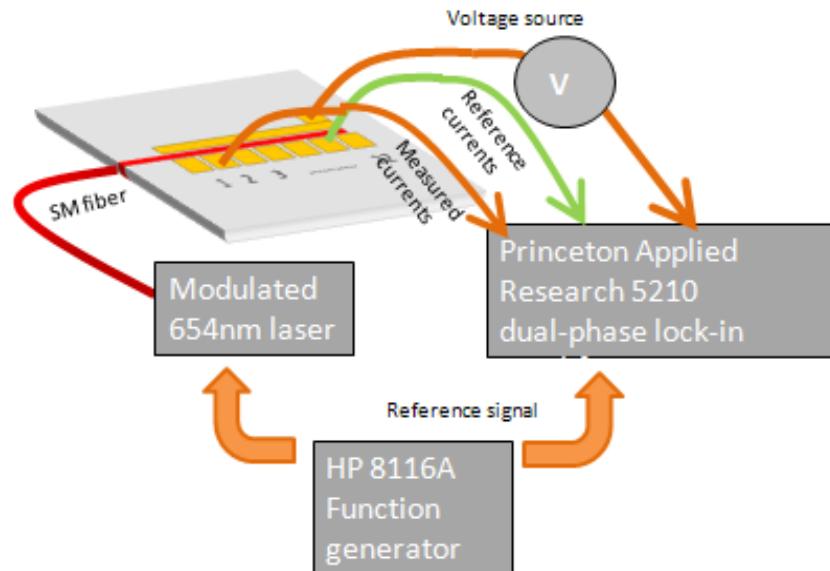 Voltage source
V
Reference
currents
Measured
currents
1 2 3
SM fiber
Modulated
654nm laser
Princeton Applied
Research 5210
dual-phase lock-in
Reference signal
HP 8116A
Function
generator